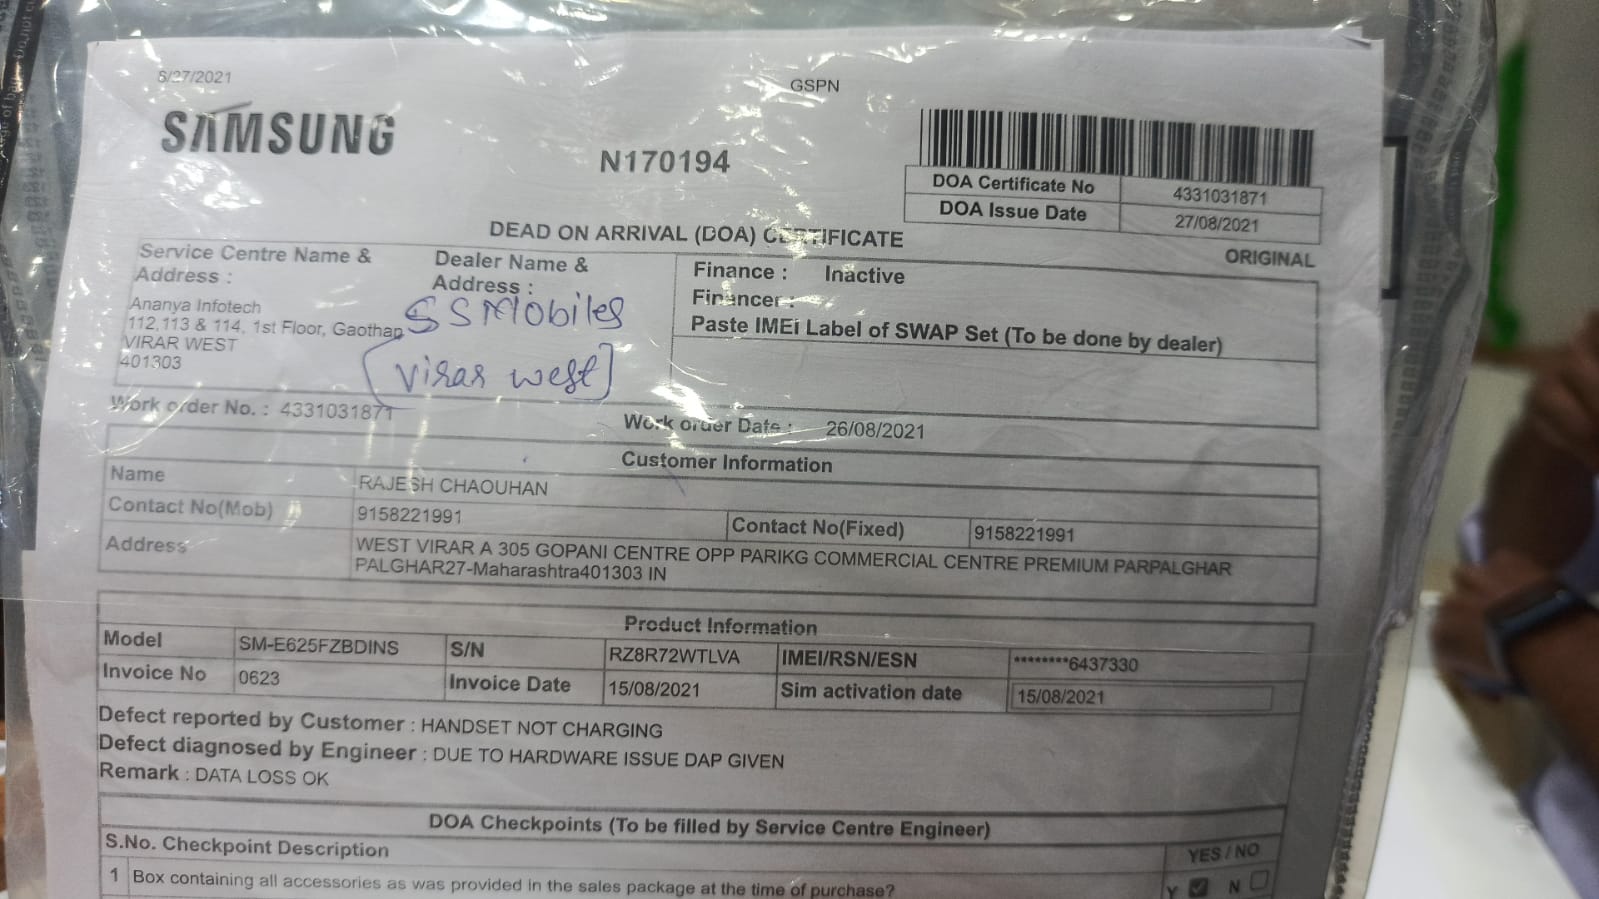 8/27/2021
GSPN
SAMSUNG
N170194
DOA Certificate No 4331031871
DOA Issue Date 27/08/2021
DEAD ON ARRIVAL (DOA) CERTIFICATE
ORIGINAL
Service Centre Name &
Address :
Ananya Infotech
112,113 & 114, 1st Floor, Gaothan
VIRAR WEST
401303
Dealer Name &
Address :
S S Mobiles
[Virar west]
Finance : Inactive
Financer :
Paste IMEi Label of SWAP Set (To be done by dealer)
Work order No. : 4331031871
Work order Date : 26/08/2021
Customer Information
Name RAJESH CHAOUHAN
Contact No(Mob) 9158221991 Contact No(Fixed) 9158221991
Address WEST VIRAR A 305 GOPANI CENTRE OPP PARIKG COMMERCIAL CENTRE PREMIUM PARPALGHAR
PALGHAR27-Maharashtra401303 IN
Product Information
Model SM-E625FZBDINS S/N RZ8R72WTLVA IMEI/RSN/ESN ********6437330
Invoice No 0623 Invoice Date 15/08/2021 Sim activation date 15/08/2021
Defect reported by Customer : HANDSET NOT CHARGING
Defect diagnosed by Engineer : DUE TO HARDWARE ISSUE DAP GIVEN
Remark : DATA LOSS OK
DOA Checkpoints (To be filled by Service Centre Engineer)
S.No. Checkpoint Description YES / NO
1 Box containing all accessories as was provided in the sales package at the time of purchase? Y N